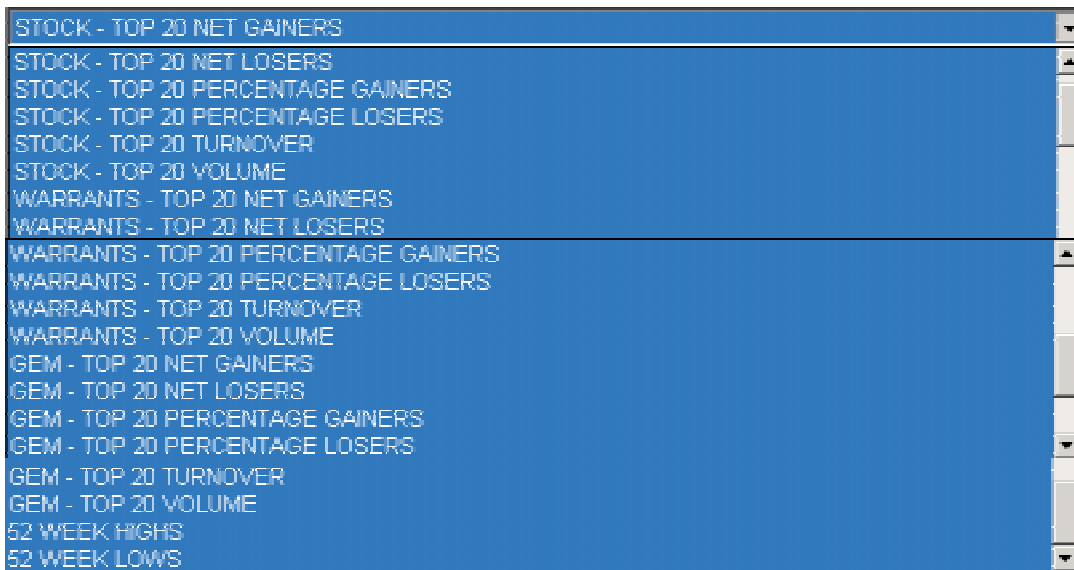 STOCK - TOP 20 NET GAINERS
STOCK - TOP 20 NET LOSERS
STOCK - TOP 20 PERCENTAGE GAINERS
STOCK - TOP 20 PERCENTAGE LOSERS
STOCK - TOP 20 TURNOVER
STOCK - TOP 20 VOLUME
WARRANTS - TOP 20 NET GAINERS
WARRANTS - TOP 20 NET LOSERS
WARRANTS - TOP 20 PERCENTAGE GAINERS
WARRANTS - TOP 20 PERCENTAGE LOSERS
WARRANTS - TOP 20 TURNOVER
WARRANTS - TOP 20 VOLUME
GEM - TOP 20 NET GAINERS
GEM - TOP 20 NET LOSERS
GEM - TOP 20 PERCENTAGE GAINERS
GEM - TOP 20 PERCENTAGE LOSERS
GEM - TOP 20 TURNOVER
GEM - TOP 20 VOLUME
52 WEEK HIGHS
52 WEEK LOWS